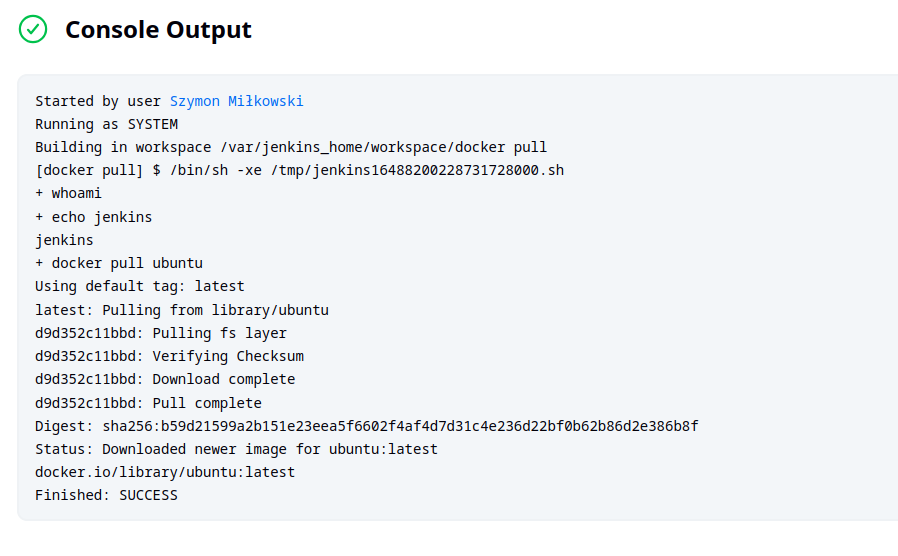 Console Output
Started by user Szymon Miłkowski
Running as SYSTEM
Building in workspace /var/jenkins_home/workspace/docker pull
[docker pull] $ /bin/sh -xe /tmp/jenkins16488200228731728000.sh
+ whoami
+ echo jenkins
jenkins
+ docker pull ubuntu
Using default tag: latest
latest: Pulling from library/ubuntu
d9d352c11bbd: Pulling fs layer
d9d352c11bbd: Verifying Checksum
d9d352c11bbd: Download complete
d9d352c11bbd: Pull complete
Digest: sha256:b59d21599a2b151e23eea5f6602f4af4d7d31c4e236d22bf0b62b86d2e386b8f
Status: Downloaded newer image for ubuntu:latest
docker.io/library/ubuntu:latest
Finished: SUCCESS